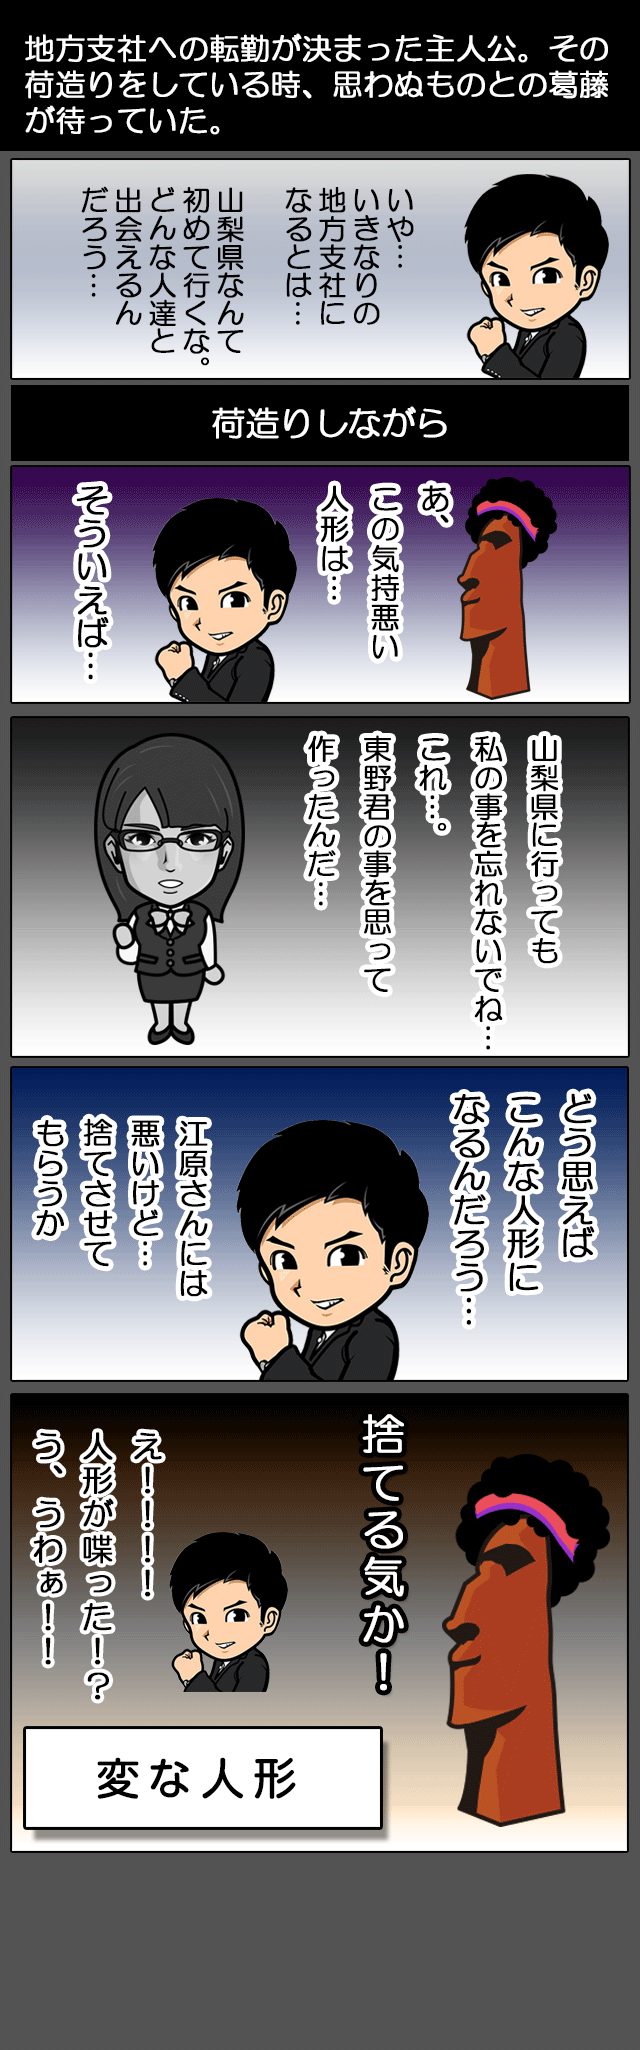 地方支社への転勤が決まった主人公。その
荷造りをしている時、思わぬものとの葛藤
が待っていた。
いや…
いきなりの
地方支社に
なるとは…
山梨県なんて
初めて行くな。
どんな人達と
出会えるん
だろう…
荷造りしながら
あ、
この気持悪い
人形は…
そういえば…
山梨県に行っても
私の事を忘れないでね…
これ…。
東野君の事を思って
作ったんだ…
どう思えば
こんな人形に
なるんだろう…
江原さんには
悪いけど…
捨てさせて
もらうか
捨てる気か！
え！！！！
人形が喋った！？
う、うわぁ！！
変な人形